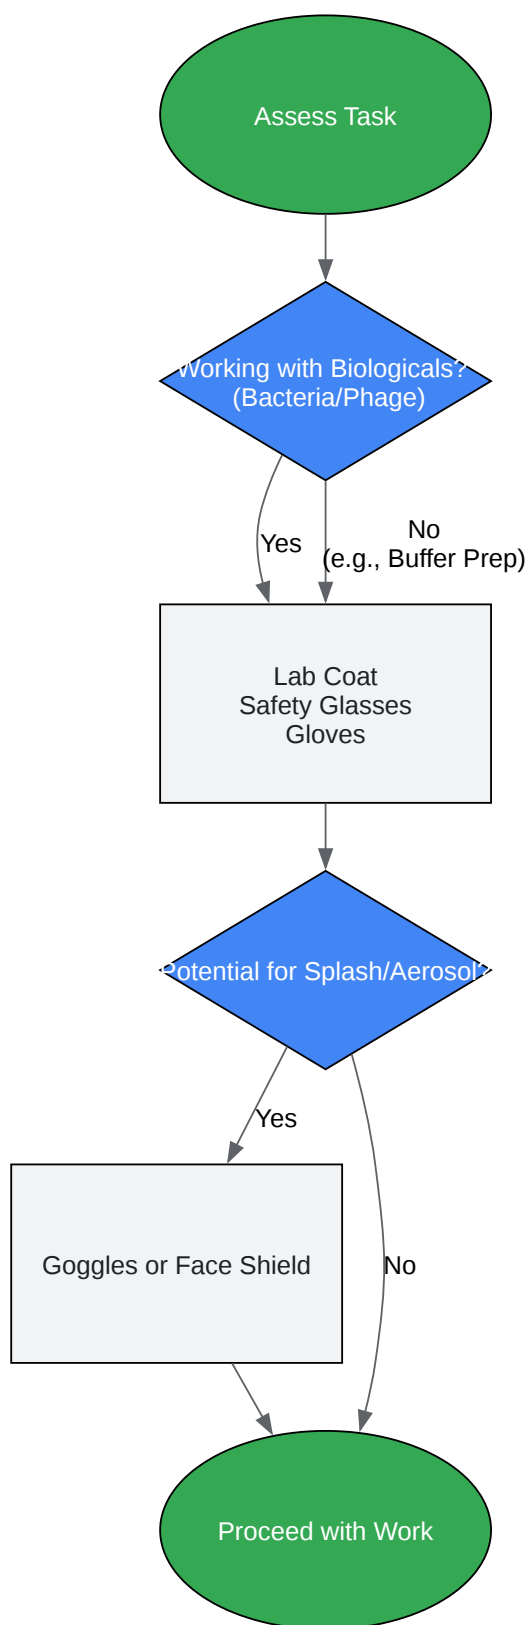 Assess Task
Working with Biologicals?
(Bacteria/Phage)
Yes
No
(e.g., Buffer Prep)
Lab Coat
Safety Glasses
Gloves
Potential for Splash/Aerosol?
Yes
Goggles or Face Shield
No
Proceed with Work